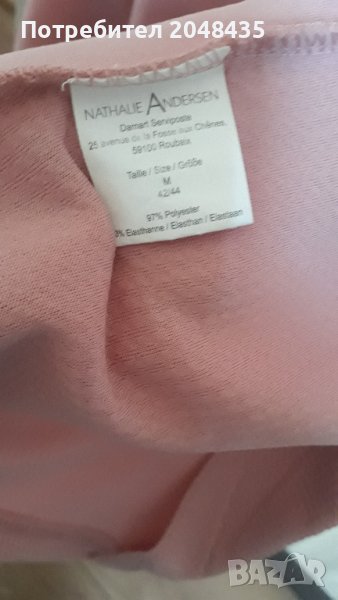 Потребител 2048435
NATHALIE ANDERSEN
Damart Serviposte
25 avenue de la Fosse aux Chênes,
59100 Roubaix
Taille / Size / Größe
M
42/44
97% Polyester
3% Elasthanne / Elasthan / Elastaan
BAZAR